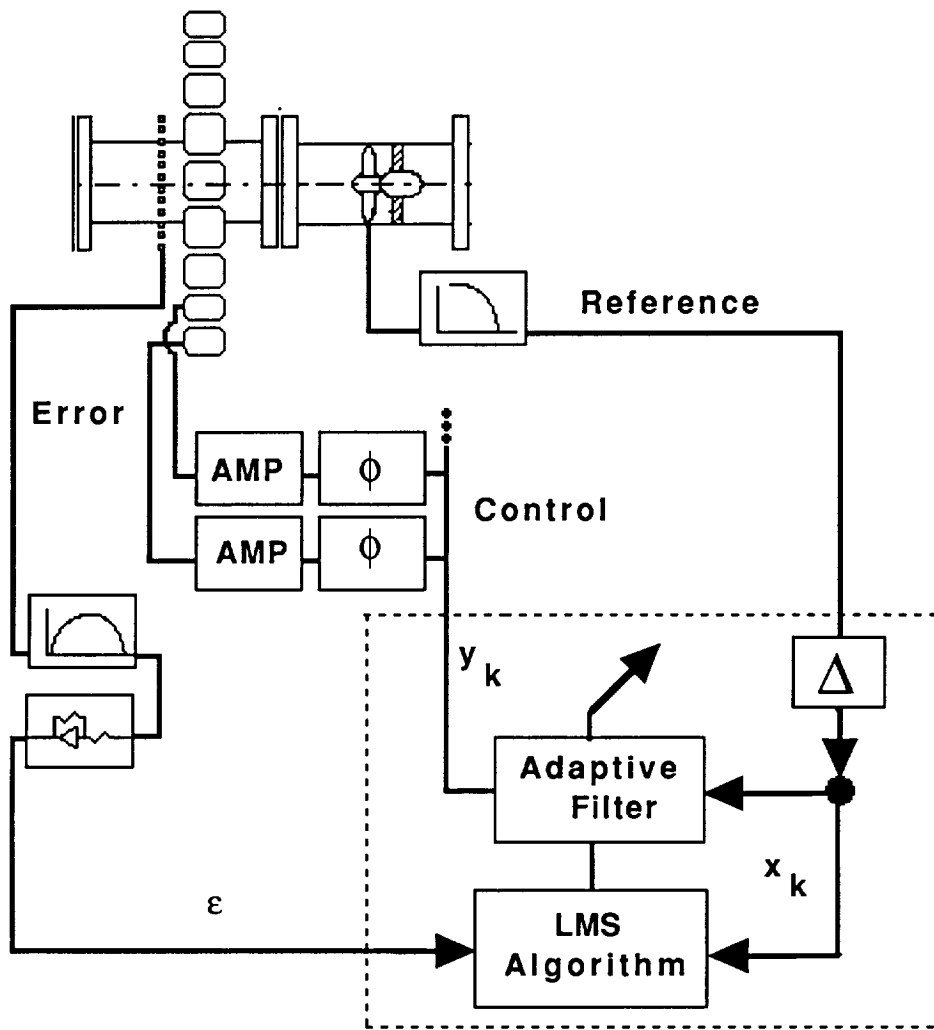 Reference
Error
AMP
ϕ
Control
AMP
ϕ
y k
Δ
Adaptive
Filter
x k
ε
LMS
Algorithm